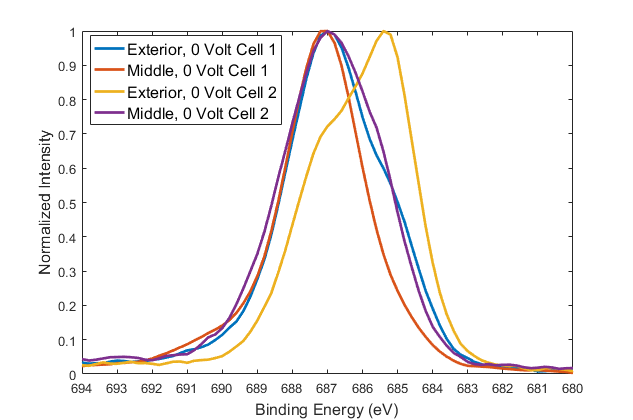 1
0.9
0.8
0.7
0.6
0.5
0.4
0.3
0.2
0.1
0
Normalized Intensity
Exterior, 0 Volt Cell 1
Middle, 0 Volt Cell 1
Exterior, 0 Volt Cell 2
Middle, 0 Volt Cell 2
694 693 692 691 690 689 688 687 686 685 684 683 682 681 680
Binding Energy (eV)